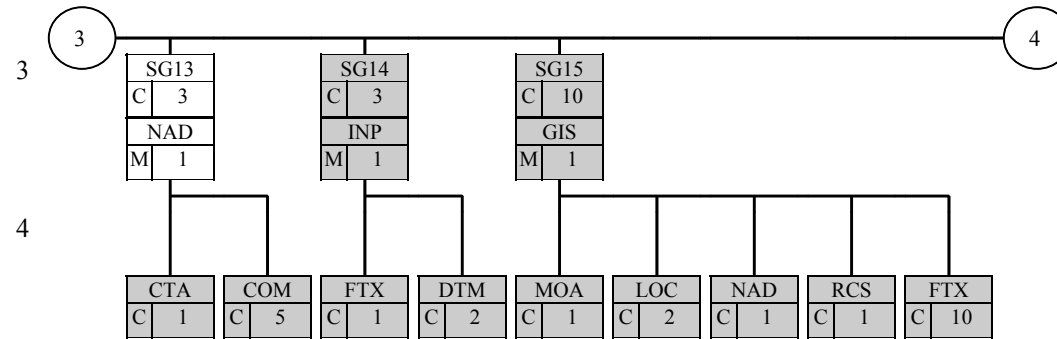 3 4
3
SG13 SG14 SG15
C 3 C 3 C 10
NAD INP GIS
M 1 M 1 M 1
4
CTA COM FTX DTM MOA LOC NAD RCS FTX
C 1 C 5 C 1 C 2 C 1 C 2 C 1 C 1 C 10